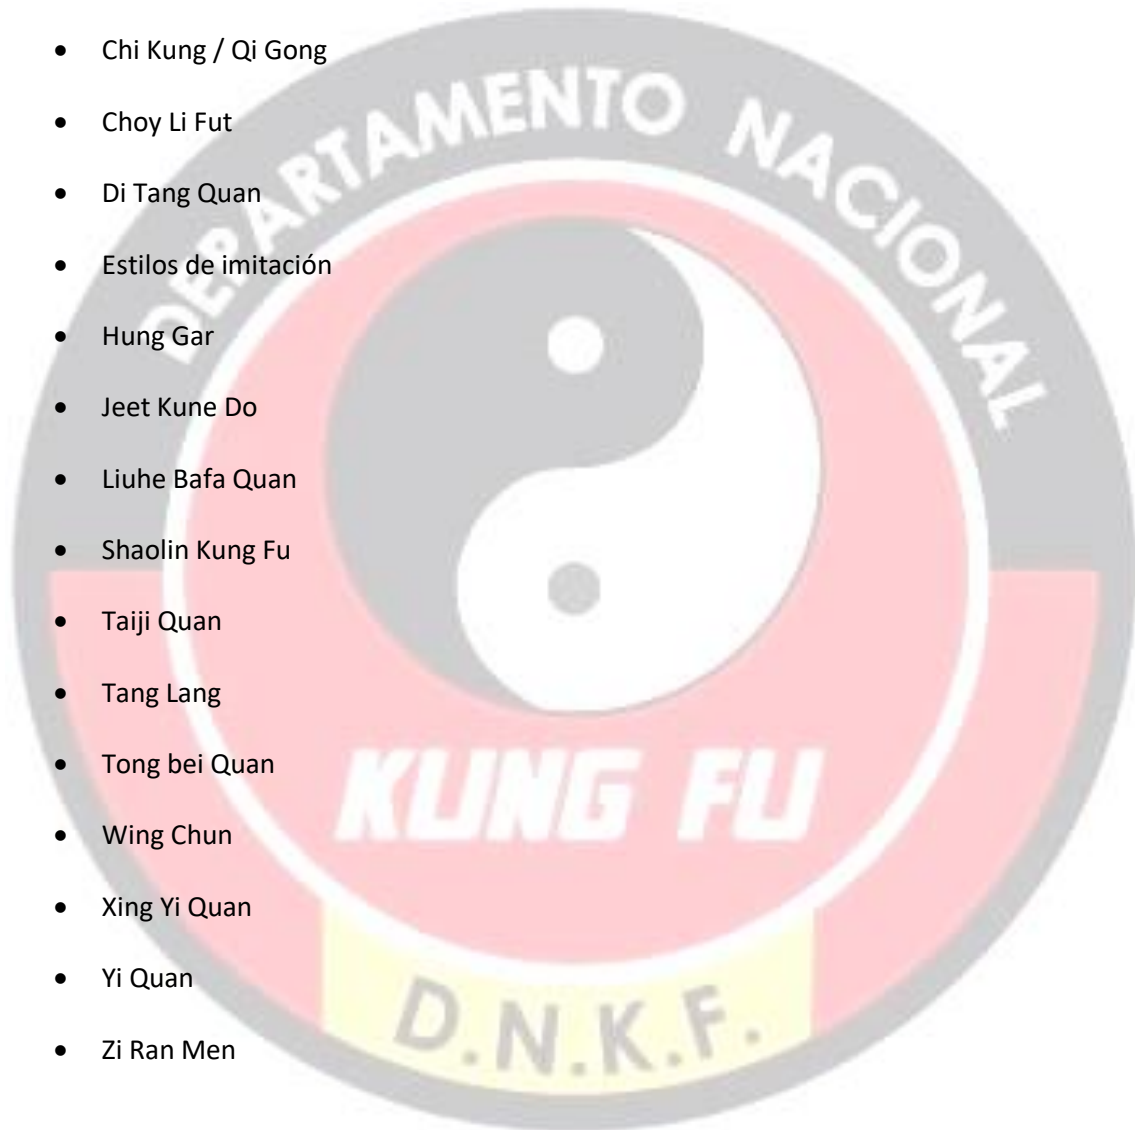 • Chi Kung / Qi Gong
• Choy Li Fut
• Di Tang Quan
• Estilos de imitación
• Hung Gar
• Jeet Kune Do
• Liuhe Bafa Quan
• Shaolin Kung Fu
• Taiji Quan
• Tang Lang
• Tong bei Quan
• Wing Chun
• Xing Yi Quan
• Yi Quan
• Zi Ran Men
DEPARTAMENTO NACIONAL
KUNG FU
D.N.K.F.